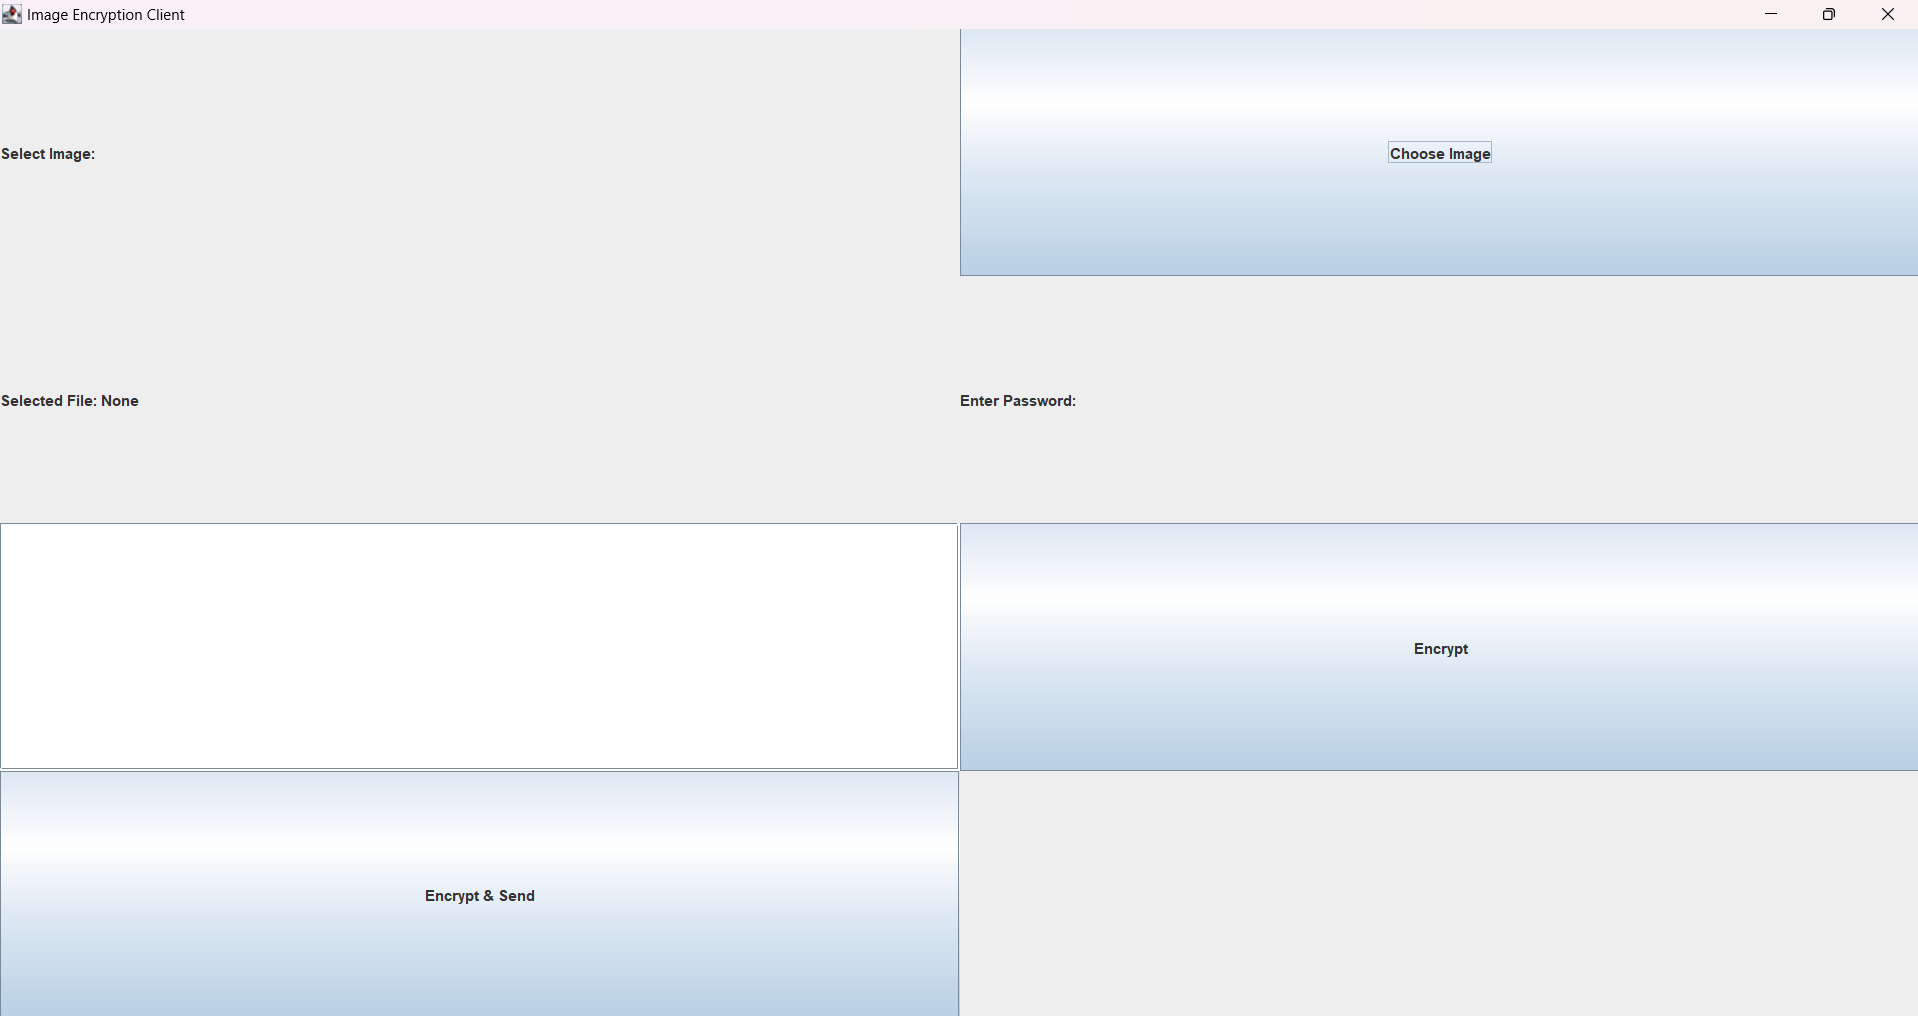 Image Encryption Client
Select Image:
Choose Image
Selected File: None
Enter Password:
Encrypt
Encrypt & Send